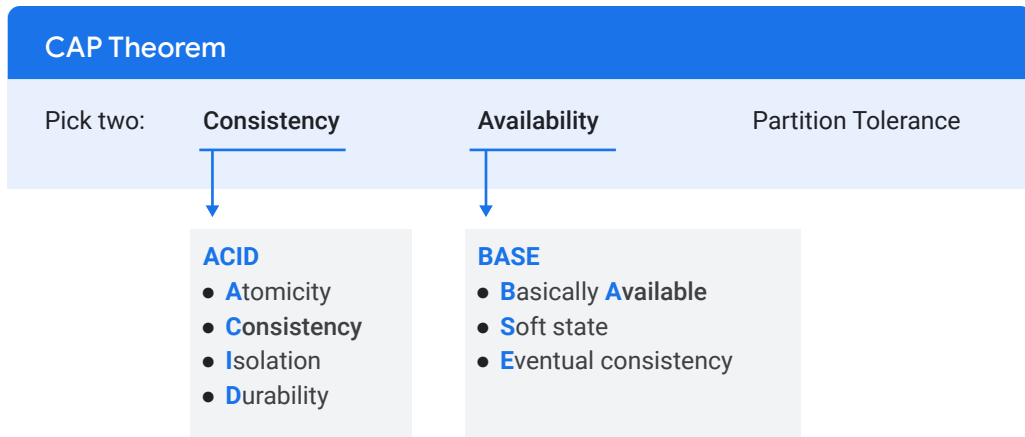 CAP Theorem
Pick two: Consistency Availability Partition Tolerance
ACID
● Atomicity
● Consistency
● Isolation
● Durability
BASE
● Basically Available
● Soft state
● Eventual consistency